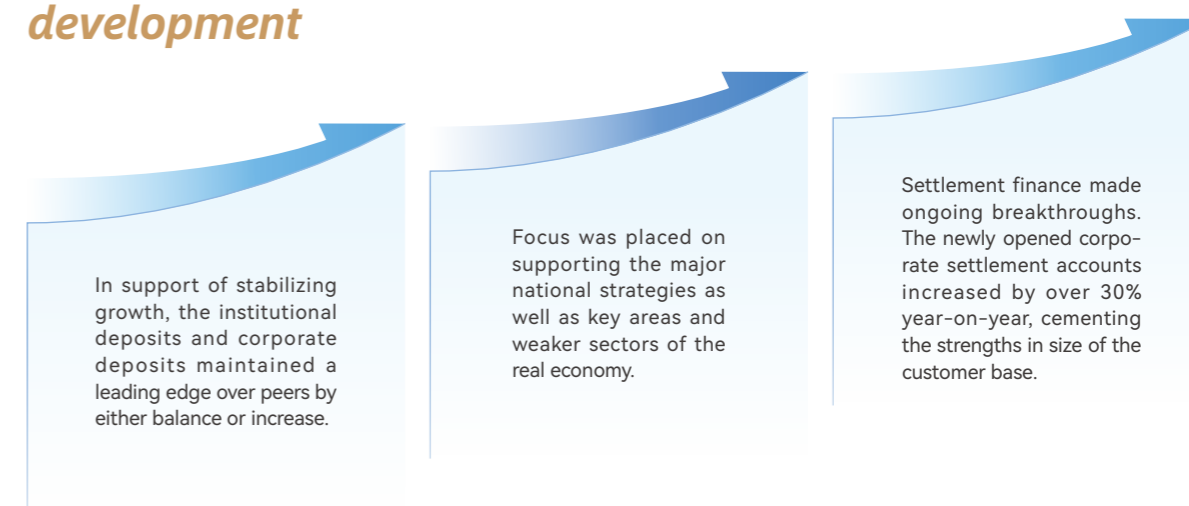 development
In support of stabilizing
growth, the institutional
deposits and corporate
deposits maintained a
leading edge over peers by
either balance or increase.
Focus was placed on
supporting the major
national strategies as
well as key areas and
weaker sectors of the
real economy.
Settlement finance made
ongoing breakthroughs.
The newly opened corpo-
rate settlement accounts
increased by over 30%
year-on-year, cementing
the strengths in size of the
customer base.